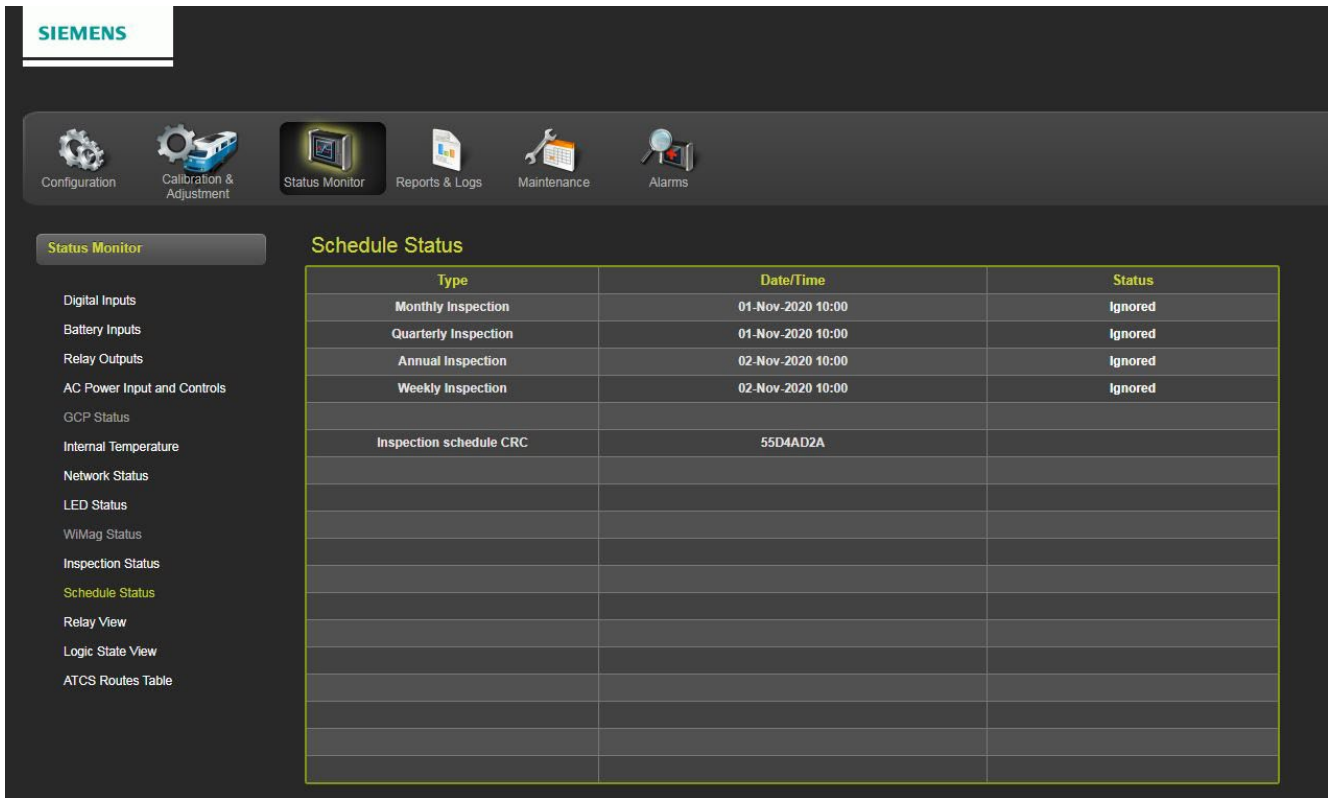 SIEMENS
Configuration
Calibration &
Adjustment
Status Monitor
Reports & Logs
Maintenance
Alarms
Status Monitor
Digital Inputs
Battery Inputs
Relay Outputs
AC Power Input and Controls
GCP Status
Internal Temperature
Network Status
LED Status
WiMag Status
Inspection Status
Schedule Status
Relay View
Logic State View
ATCS Routes Table
Schedule Status
Type Date/Time Status
Monthly Inspection 01-Nov-2020 10:00 Ignored
Quarterly Inspection 01-Nov-2020 10:00 Ignored
Annual Inspection 02-Nov-2020 10:00 Ignored
Weekly Inspection 02-Nov-2020 10:00 Ignored
Inspection schedule CRC 55D4AD2A